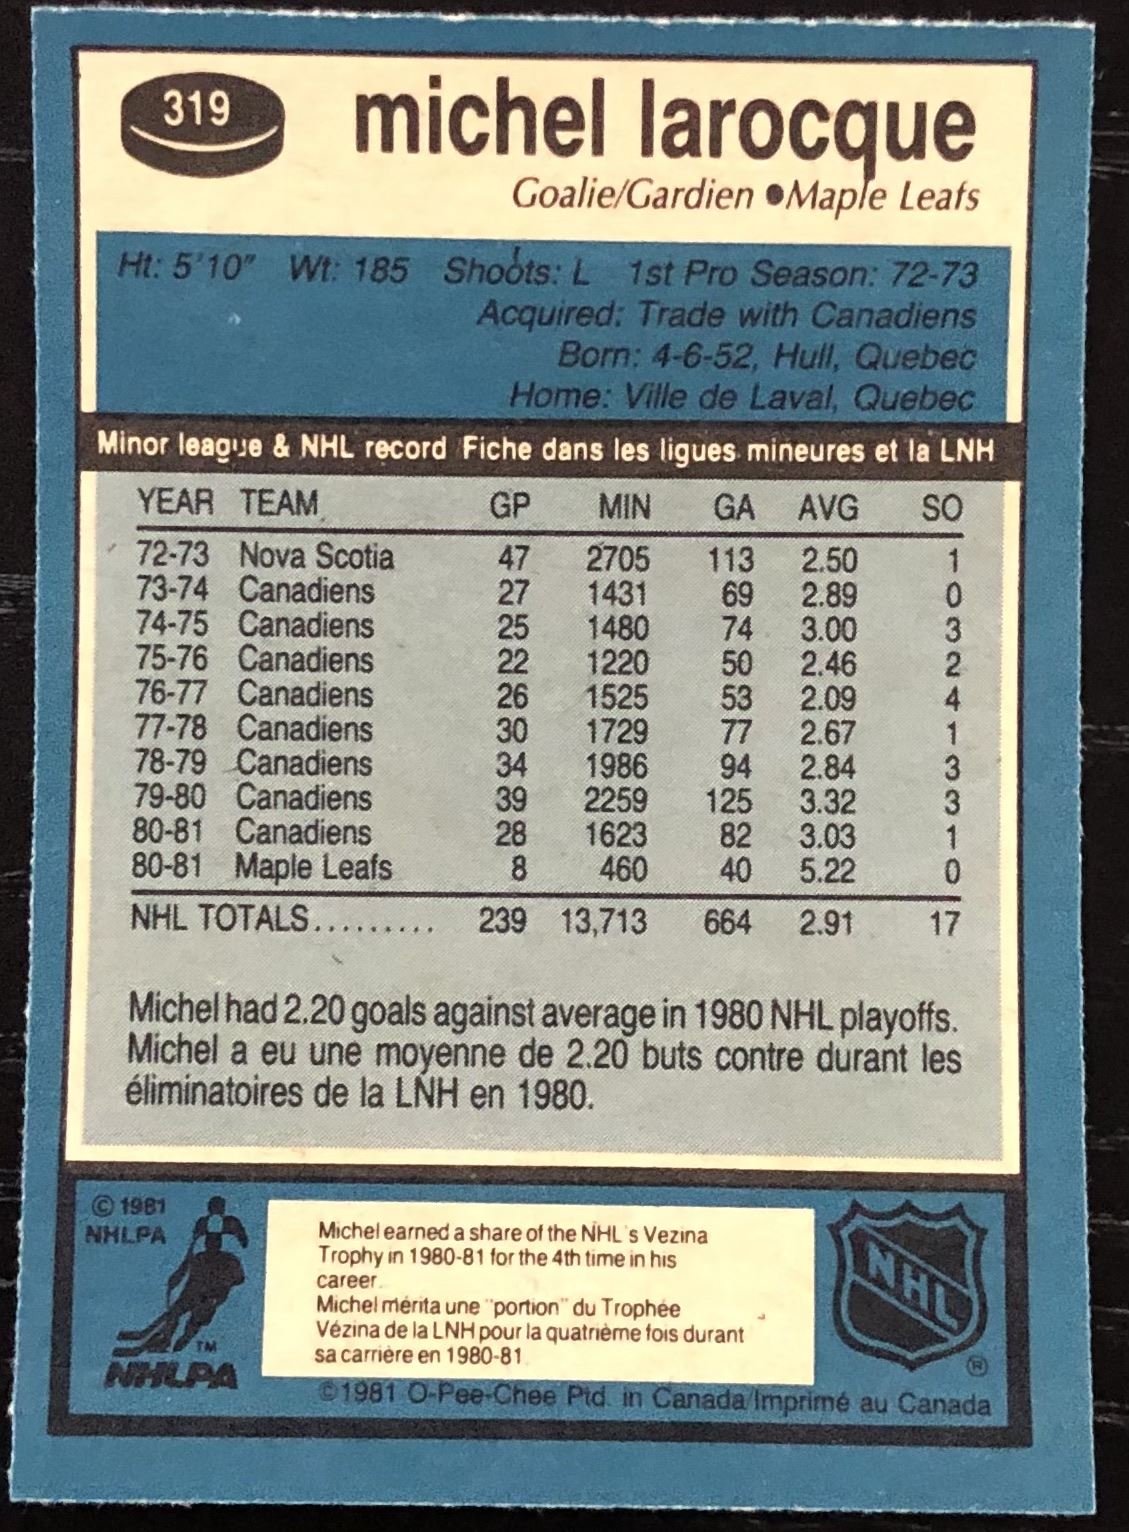 319
michel larocque
Goalie/Gardien ●Maple Leafs
Ht: 5'10" Wt: 185 Shoots: L 1st Pro Season: 72-73
Acquired: Trade with Canadiens
Born: 4-6-52, Hull, Quebec
Home: Ville de Laval, Quebec
Minor league & NHL record Fiche dans les ligues mineures et la LNH
YEAR TEAM GP MIN GA AVG SO
72-73 Nova Scotia 47 2705 113 2.50 1
73-74 Canadiens 27 1431 69 2.89 0
74-75 Canadiens 25 1480 74 3.00 3
75-76 Canadiens 22 1220 50 2.46 2
76-77 Canadiens 26 1525 53 2.09 4
77-78 Canadiens 30 1729 77 2.67 1
78-79 Canadiens 34 1986 94 2.84 3
79-80 Canadiens 39 2259 125 3.32 3
80-81 Canadiens 28 1623 82 3.03 1
80-81 Maple Leafs 8 460 40 5.22 0
NHL TOTALS......... 239 13,713 664 2.91 17
Michel had 2.20 goals against average in 1980 NHL playoffs.
Michel a eu une moyenne de 2.20 buts contre durant les
éliminatoires de la LNH en 1980.
© 1981
NHLPA
Michel earned a share of the NHL's Vezina
Trophy in 1980-81 for the 4th time in his
career.
Michel mérita une "portion" du Trophée
Vézina de la LNH pour la quatrième fois durant
sa carrière en 1980-81
TM
NHLPA
NHL
®
©1981 O-Pee-Chee Ptd. in Canada/Imprimé au Canada